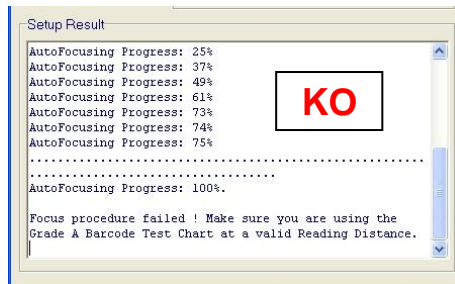 Setup Result
AutoFocusing Progress: 25%
AutoFocusing Progress: 37%
AutoFocusing Progress: 49%
AutoFocusing Progress: 61%
AutoFocusing Progress: 73%
AutoFocusing Progress: 74%
AutoFocusing Progress: 75%
KO
.......................................................
..................................
AutoFocusing Progress: 100%.
Focus procedure failed ! Make sure you are using the
Grade A Barcode Test Chart at a valid Reading Distance.